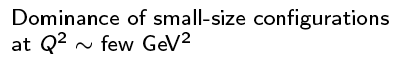 Dominance of small-size configurations
at Q² ∼ few GeV²